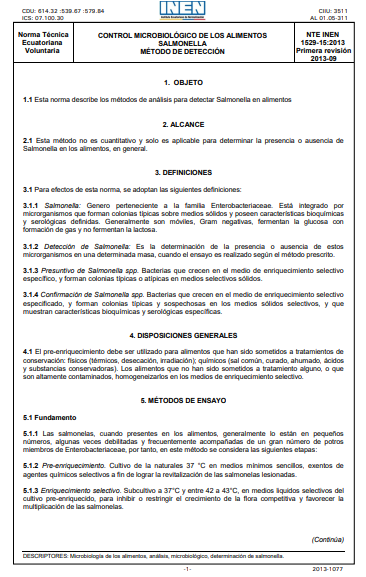 CDU: 614.32 :539.67 :579.84
ICS: 07.100.30
INEN
Instituto Ecuatoriano de Normalización
CIIU: 3511
AL 01.05-311
Norma Técnica
Ecuatoriana
Voluntaria
CONTROL MICROBIOLÓGICO DE LOS ALIMENTOS
SALMONELLA
MÉTODO DE DETECCIÓN
NTE INEN
1529-15:2013
Primera revisión
2013-09
1. OBJETO
1.1 Esta norma describe los métodos de análisis para detectar Salmonella en alimentos
2. ALCANCE
2.1 Este método no es cuantitativo y solo es aplicable para determinar la presencia o ausencia de
Salmonella en los alimentos, en general.
3. DEFINICIONES
3.1 Para efectos de esta norma, se adoptan las siguientes definiciones:
3.1.1 Salmonella: Genero perteneciente a la familia Enterobacteriaceae. Está integrado por
microrganismos que forman colonias típicas sobre medios sólidos y poseen características bioquímicas
y serológicas definidas. Generalmente son móviles, Gram negativas, fermentan la glucosa con
formación de gas y no fermentan la lactosa.
3.1.2 Detección de Salmonella: Es la determinación de la presencia o ausencia de estos
microrganismos en una determinada masa, cuando el ensayo es realizado según el método prescrito.
3.1.3 Presuntivo de Salmonella spp. Bacterias que crecen en el medio de enriquecimiento selectivo
específico, y forman colonias típicas o atípicas en medios selectivos sólidos.
3.1.4 Confirmación de Salmonella spp. Bacterias que crecen en el medio de enriquecimiento selectivo
especificado, y forman colonias típicas y sospechosas en los medios sólidos selectivos, y que
muestran características bioquímicas y serológicas específicas.
4. DISPOSICIONES GENERALES
4.1 El pre-enriquecimiento debe ser utilizado para alimentos que han sido sometidos a tratamientos de
conservación: físicos (térmicos, desecación, irradiación); químicos (sal común, curado, ahumado, ácidos
y substancias conservadoras). Los alimentos que no han sido sometidos a tratamiento alguno, o que
son altamente contaminados, homogeneizarlos en los medios de enriquecimiento selectivo.
5. MÉTODOS DE ENSAYO
5.1 Fundamento
5.1.1 Las salmonelas, cuando presentes en los alimentos, generalmente lo están en pequeños
números, algunas veces debilitadas y frecuentemente acompañadas de un gran número de potros
miembros de Enterobacteriaceae, por tanto, en este método se considera las siguientes etapas:
5.1.2 Pre-enriquecimiento. Cultivo de la naturales 37 °C en medios mínimos sencillos, exentos de
agentes químicos selectivos a fin de lograr la revitalización de las salmonelas lesionadas.
5.1.3 Enriquecimiento selectivo. Subcultivo a 37°C y entre 42 a 43°C, en medios líquidos selectivos del
cultivo pre-enriquecido, para inhibir o restringir el crecimiento de la flora competitiva y favorecer la
multiplicación de las salmonelas.
(Continúa)
DESCRIPTORES: Microbiología de los alimentos, análisis, microbiológico, determinación de salmonella.
-1-
2013-1077